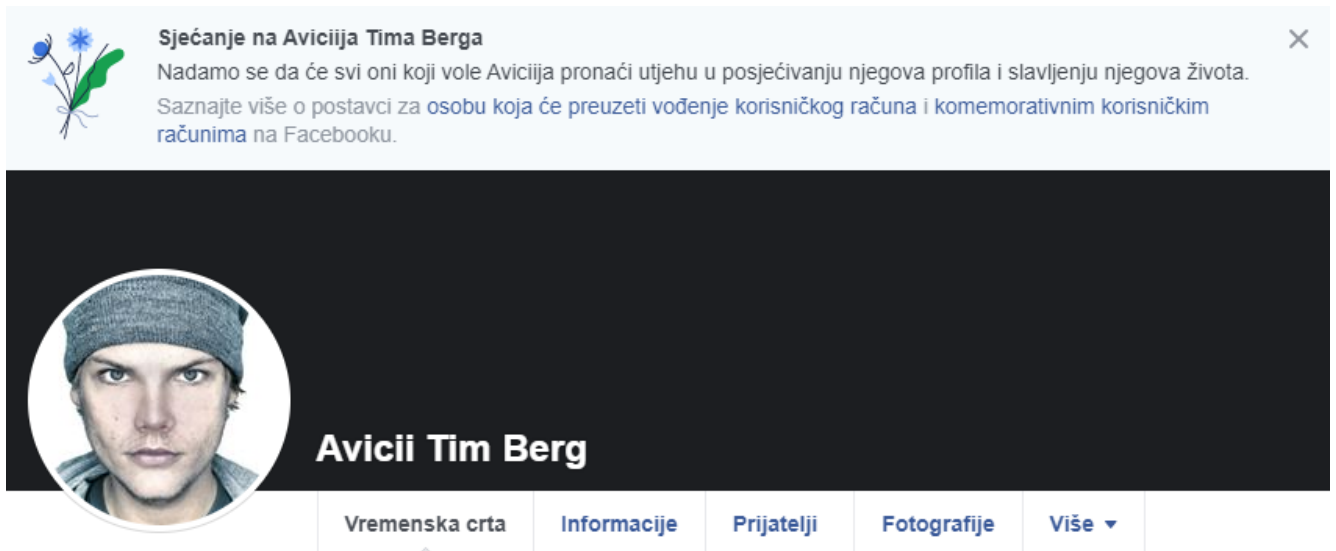 Sjećanje na Aviciija Tima Berga
Nadamo se da će svi oni koji vole Aviciija pronaći utjehu u posjećivanju njegova profila i slavljenju njegova života.
Saznajte više o postavci za osobu koja će preuzeti vođenje korisničkog računa i komemorativnim korisničkim
računima na Facebooku.
Avicii Tim Berg
Vremenska crta Informacije Prijatelji Fotografije Više